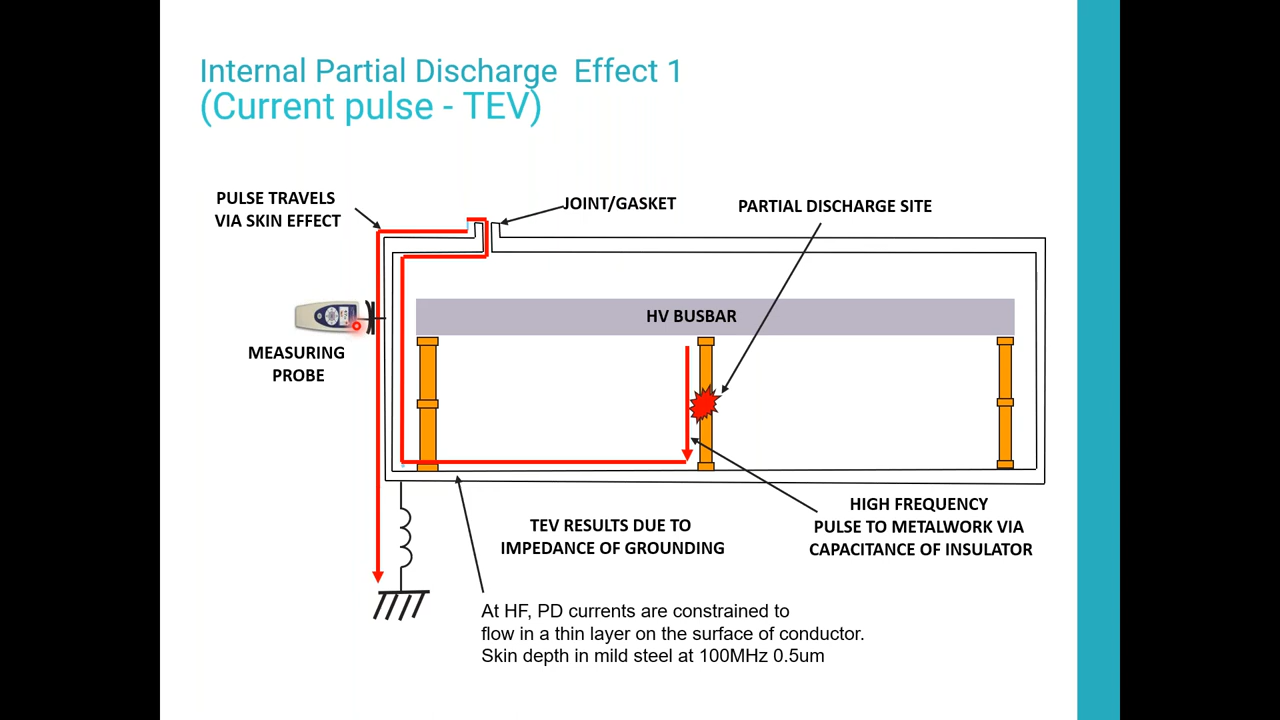 Internal Partial Discharge Effect 1
(Current pulse - TEV)
PULSE TRAVELS
VIA SKIN EFFECT
JOINT/GASKET
PARTIAL DISCHARGE SITE
HV BUSBAR
MEASURING
PROBE
HIGH FREQUENCY
PULSE TO METALWORK VIA
CAPACITANCE OF INSULATOR
TEV RESULTS DUE TO
IMPEDANCE OF GROUNDING
At HF, PD currents are constrained to
flow in a thin layer on the surface of conductor.
Skin depth in mild steel at 100MHz 0.5um